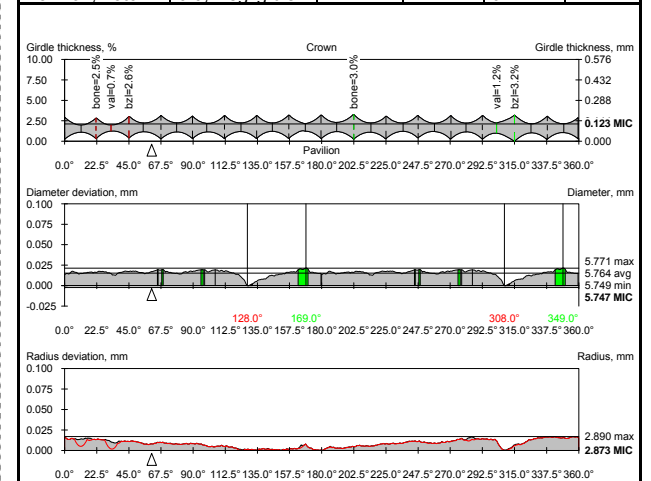 Girdle thickness, % Crown Girdle thickness, mm
10.00 0.576
7.50 0.432
5.00 0.288
2.50 0.123 MIC
0.00 0.000
bone=2.5%
val=0.7%
bzl=2.6%
bone=3.0%
val=1.2%
bzl=3.2%
Pavilion
0.0° 22.5° 45.0° 67.5° 90.0° 112.5° 135.0° 157.5° 180.0° 202.5° 225.0° 247.5° 270.0° 292.5° 315.0° 337.5° 360.0°
Diameter deviation, mm Diameter, mm
0.100
0.075
0.050
0.025 5.771 max
5.764 avg
0.000 5.749 min
5.747 MIC
-0.025
128.0° 169.0° 308.0° 349.0°
0.0° 22.5° 45.0° 67.5° 90.0° 112.5° 135.0° 157.5° 180.0° 202.5° 225.0° 247.5° 270.0° 292.5° 315.0° 337.5° 360.0°
Radius deviation, mm Radius, mm
0.100
0.075
0.050
0.025 2.890 max
0.000 2.873 MIC
0.0° 22.5° 45.0° 67.5° 90.0° 112.5° 135.0° 157.5° 180.0° 202.5° 225.0° 247.5° 270.0° 292.5° 315.0° 337.5° 360.0°